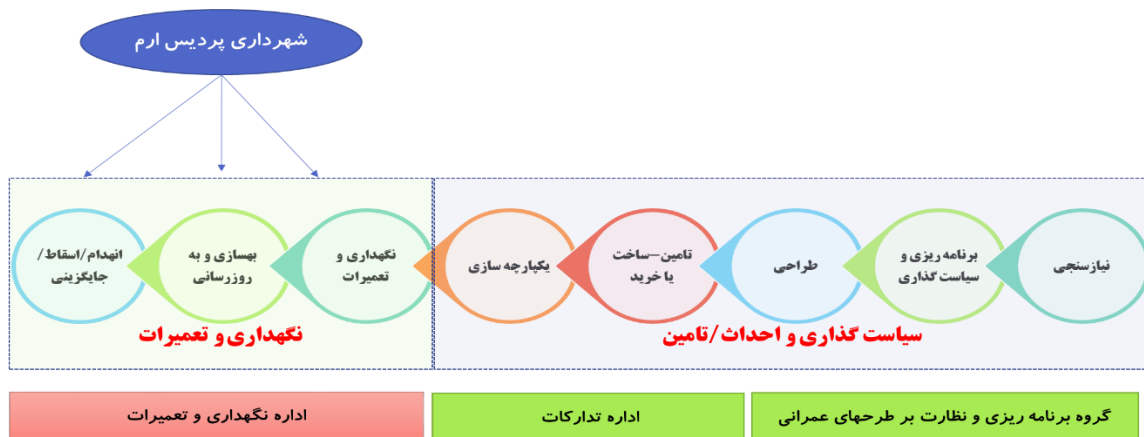 شهرداری پردیس ارم
نیازسنجی
برنامه ریزی و
سیاست گذاری
طراحی
تامین-ساخت
یا خرید
یکپارچه سازی
نگهداری و
تعمیرات
بهسازی و به
روزرسانی
انهدام/اسقاط/
جایگزینی
سیاست گذاری و احداث/تامین
نگهداری و تعمیرات
گروه برنامه ریزی و نظارت بر طرحهای عمرانی
اداره تدارکات
اداره نگهداری و تعمیرات